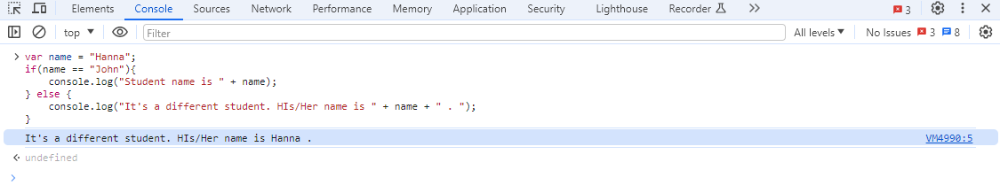 Elements Console Sources Network Performance Memory Application Security Lighthouse Recorder 3
top Filter All levels No Issues 3 8
var name = "Hanna";
if(name == "John"){
    console.log("Student name is " + name);
} else {
    console.log("It's a different student. HIs/Her name is " + name + " . ");
}
It's a different student. HIs/Her name is Hanna . VM4990:5
undefined